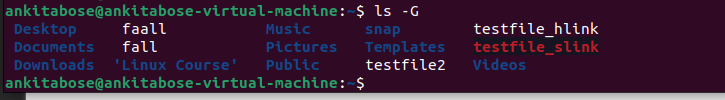 ankitabose@ankitabose-virtual-machine:~$ ls -G
Desktop faall Music snap testfile_hlink
Documents fall Pictures Templates testfile_slink
Downloads 'Linux Course' Public testfile2 Videos
ankitabose@ankitabose-virtual-machine:~$